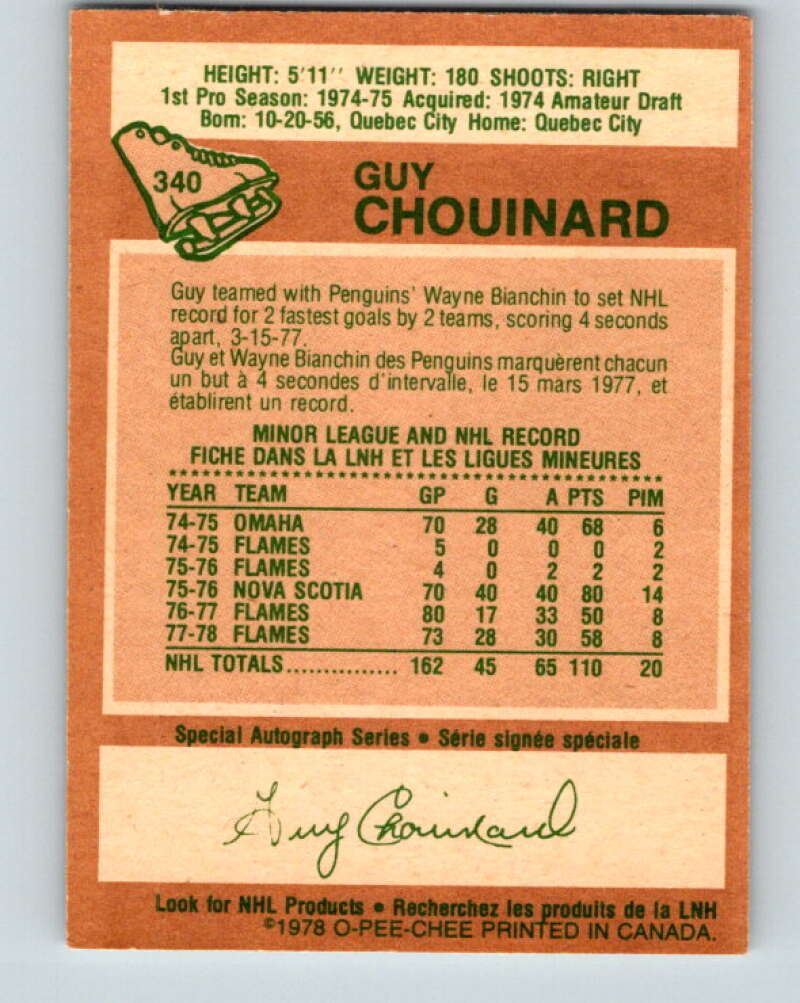 HEIGHT: 5'11'' WEIGHT: 180 SHOOTS: RIGHT
1st Pro Season: 1974-75 Acquired: 1974 Amateur Draft
Born: 10-20-56, Quebec City Home: Quebec City
340
GUY
CHOUINARD
Guy teamed with Penguins' Wayne Bianchin to set NHL
record for 2 fastest goals by 2 teams, scoring 4 seconds
apart, 3-15-77.
Guy et Wayne Bianchin des Penguins marquèrent chacun
un but à 4 secondes d'intervalle, le 15 mars 1977, et
établirent un record.
MINOR LEAGUE AND NHL RECORD
FICHE DANS LA LNH ET LES LIGUES MINEURES
YEAR TEAM GP G A PTS PIM
74-75 OMAHA 70 28 40 68 6
74-75 FLAMES 5 0 0 0 2
75-76 FLAMES 4 0 2 2 2
75-76 NOVA SCOTIA 70 40 40 80 14
76-77 FLAMES 80 17 33 50 8
77-78 FLAMES 73 28 30 58 8
NHL TOTALS............... 162 45 65 110 20
Special Autograph Series • Série signée spéciale
Guy Chouinard
Look for NHL Products • Recherchez les produits de la LNH
©1978 O-PEE-CHEE PRINTED IN CANADA.